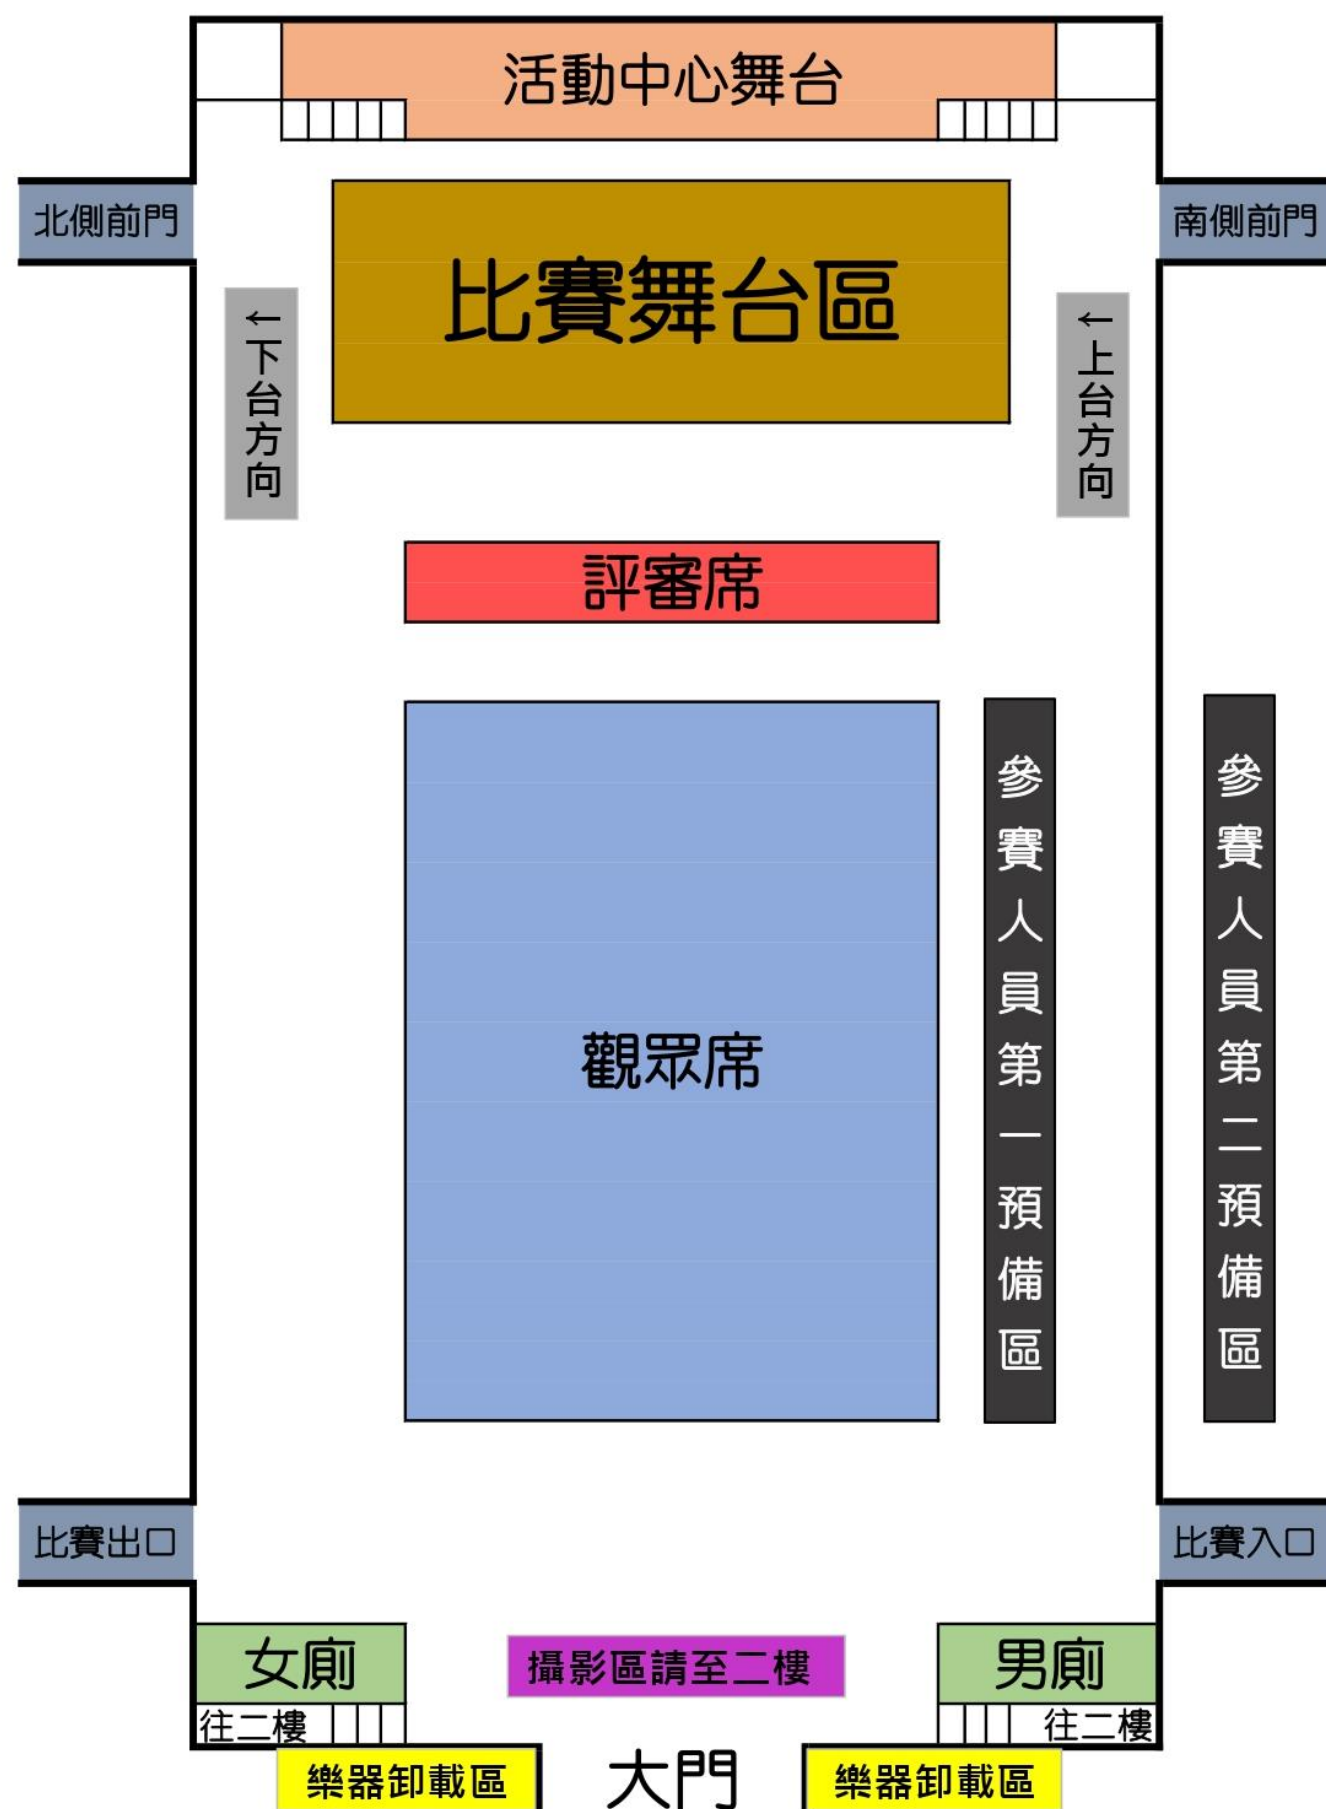 活動中心舞台
北側前門
南側前門
比賽舞台區
←下台方向
←上台方向
評審席
觀眾席
參賽人員第一預備區
參賽人員第二預備區
比賽出口
比賽入口
女廁
攝影區請至二樓
男廁
往二樓
往二樓
樂器卸載區
大門
樂器卸載區